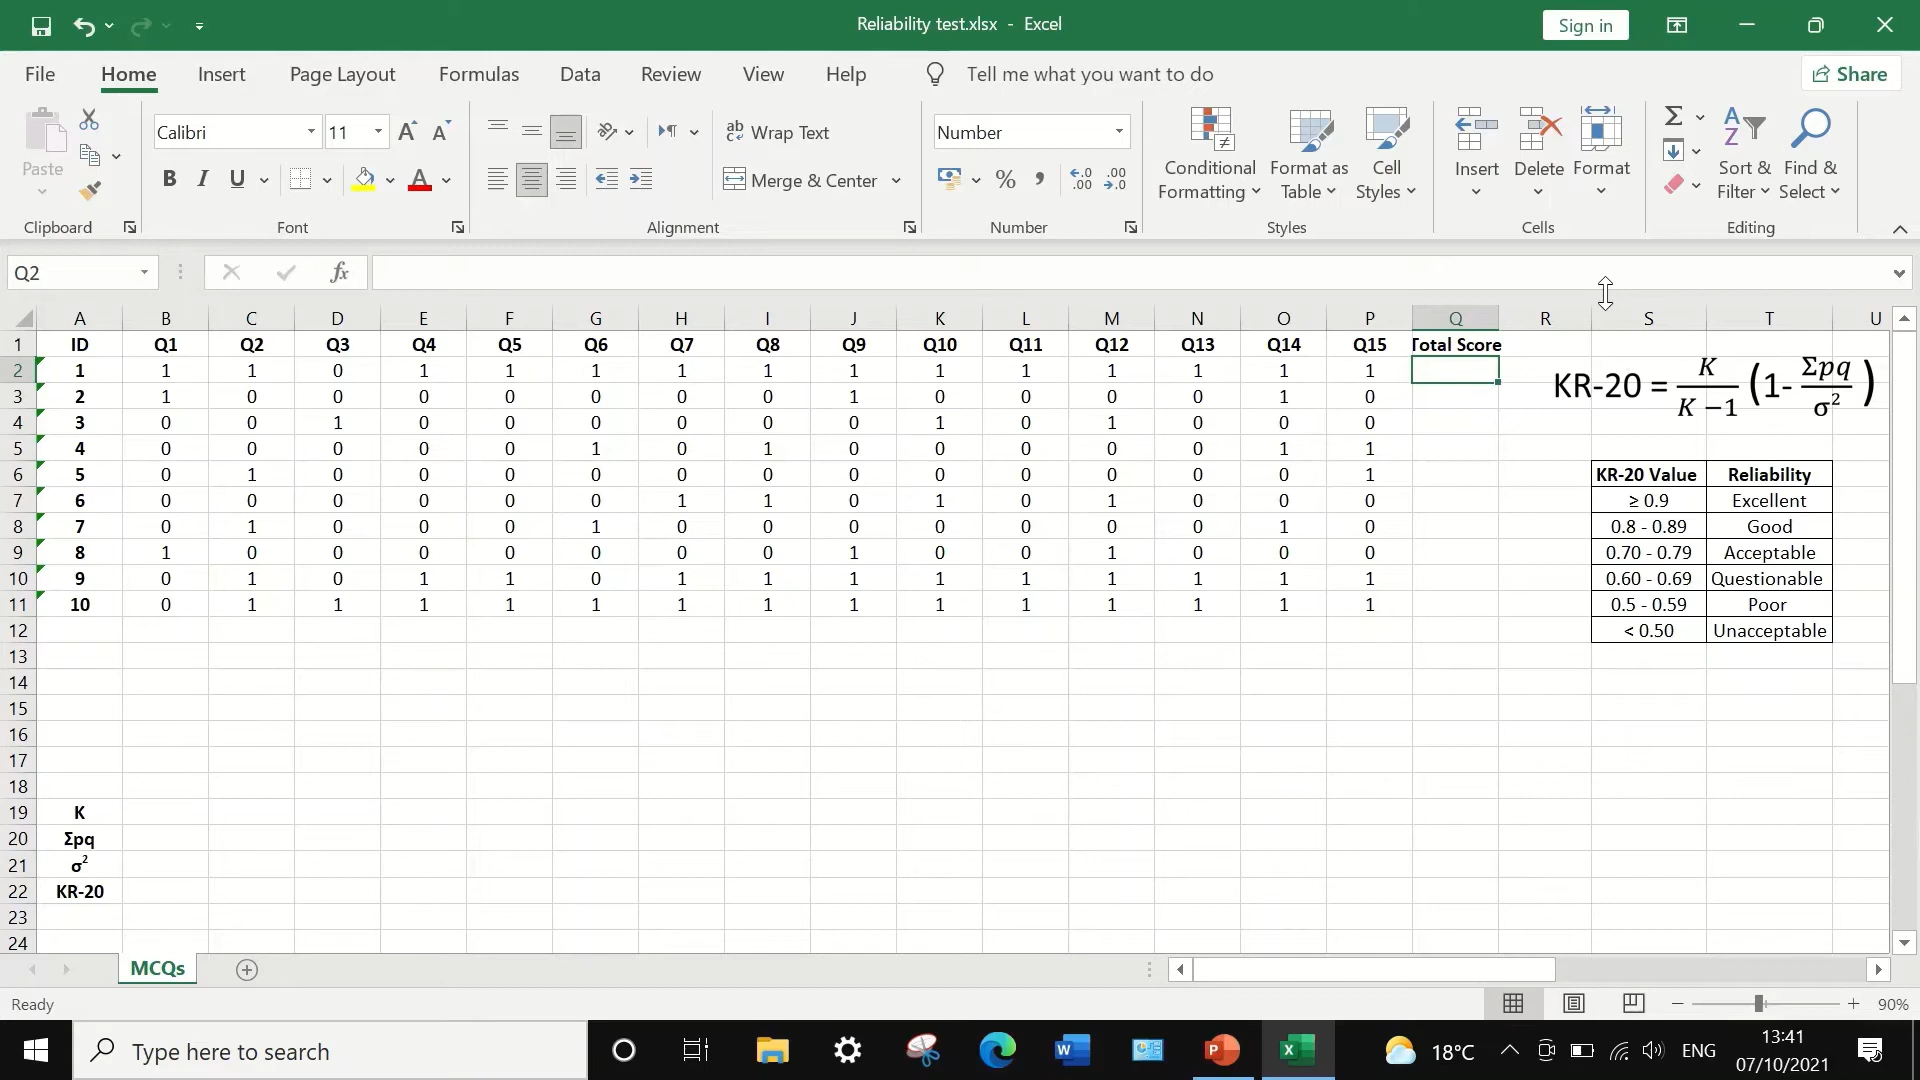 Reliability test.xlsx - Excel
Sign in
File Home Insert Page Layout Formulas Data Review View Help Tell me what you want to do Share
Paste
Clipboard
Calibri 11
B I U
Font
Wrap Text
Merge & Center
Alignment
Number
% , .00
Number
Conditional Formatting
Format as Table
Cell Styles
Styles
Insert Delete Format
Cells
Sort & Filter
Find & Select
Editing
Q2 fx
A B C D E F G H I J K L M N O P Q R S T U
1 ID Q1 Q2 Q3 Q4 Q5 Q6 Q7 Q8 Q9 Q10 Q11 Q12 Q13 Q14 Q15 Total Score
2 1 1 1 0 1 1 1 1 1 1 1 1 1 1 1 1
3 2 1 0 0 0 0 0 0 0 1 0 0 0 0 1 0
4 3 0 0 1 0 0 0 0 0 0 1 0 1 0 0 0
5 4 0 0 0 0 0 1 0 1 0 0 0 0 0 1 1
6 5 0 1 0 0 0 0 0 0 0 0 0 0 0 0 1
7 6 0 0 0 0 0 0 1 1 0 1 0 1 0 0 0
8 7 0 1 0 0 0 1 0 0 0 0 0 0 0 1 0
9 8 1 0 0 0 0 0 0 0 1 0 0 1 0 0 0
10 9 0 1 0 1 1 0 1 1 1 1 1 1 1 1 1
11 10 0 1 1 1 1 1 1 1 1 1 1 1 1 1 1
12
13
14
15
16
17
18
19 K
20 Σpq
21 σ²
22 KR-20
23
24
KR-20 = K / K −1 (1- Σpq / σ² )
KR-20 Value Reliability
≥ 0.9 Excellent
0.8 - 0.89 Good
0.70 - 0.79 Acceptable
0.60 - 0.69 Questionable
0.5 - 0.59 Poor
< 0.50 Unacceptable
MCQs
Ready
90%
Type here to search
18°C
ENG
13:41
07/10/2021